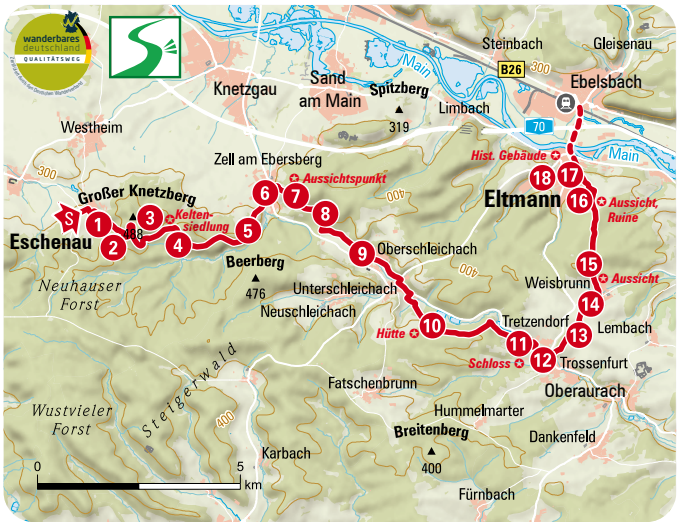 wanderbares
deutschland
QUALITÄTSWEG
S
Steinbach
Gleisenau
B26
300
Main
Ebelsbach
Knetzgau
Sand
am Main
Spitzberg
319
Limbach
Westheim
70
Main
Zell am Ebersberg
Hist. Gebäude
300
Aussichtspunkt
400
Eltmann
18
17
16
Aussicht,
Ruine
Großer Knetzberg
488
Kelten-
siedlung
S
1
2
3
4
5
6
7
8
9
Eschenau
Oberschleichach
400
Beerberg
476
Weisbrunn
15
Aussicht
Neuhauser
Forst
Unterschleichach
Neuschleichach
14
Hütte
10
Tretzendorf
Lembach
13
11
12
Schloss
Trossenfurt
Steigerwald
Fatschenbrunn
Oberaurach
Wustvieler
Forst
400
Hummelmarter
Breitenberg
400
Dankenfeld
Karbach
0
5
km
Fürnbach